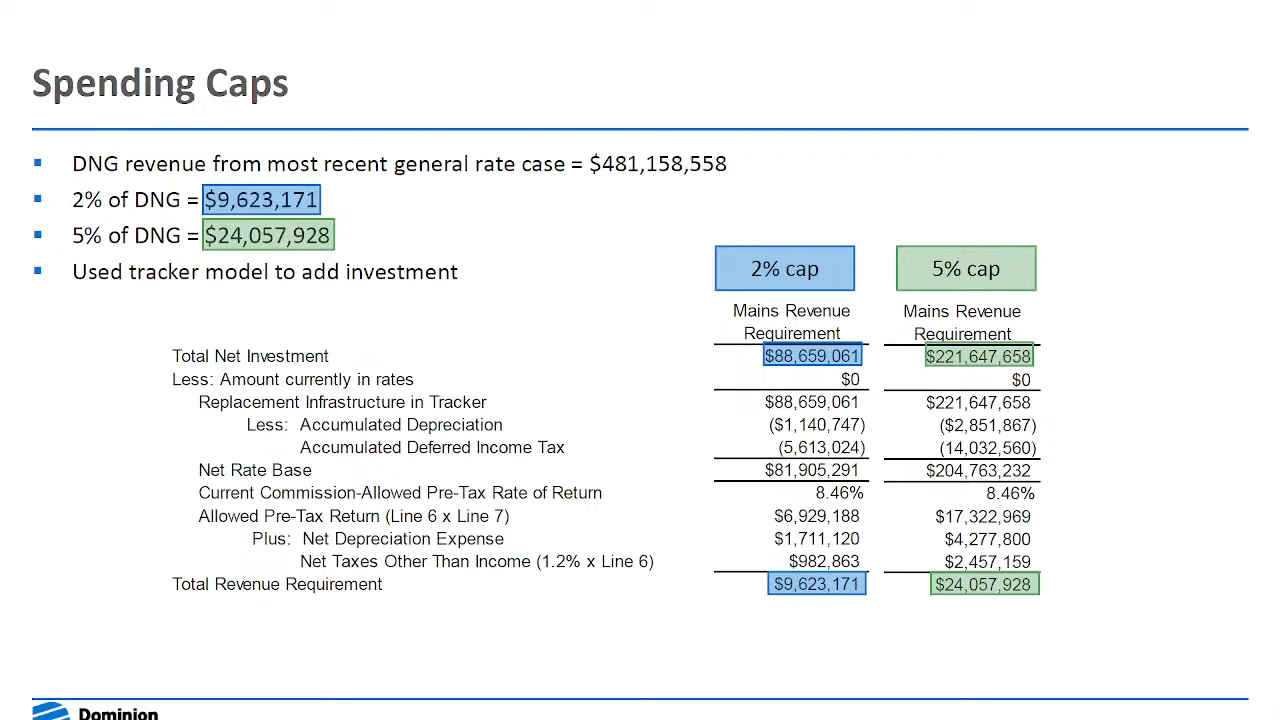 Spending Caps
▪ DNG revenue from most recent general rate case = $481,158,558
▪ 2% of DNG = $9,623,171
▪ 5% of DNG = $24,057,928
▪ Used tracker model to add investment
2% cap 5% cap
Mains Revenue Mains Revenue
Requirement Requirement
Total Net Investment $88,659,061 $221,647,658
Less: Amount currently in rates $0 $0
Replacement Infrastructure in Tracker $88,659,061 $221,647,658
Less: Accumulated Depreciation ($1,140,747) ($2,851,867)
Accumulated Deferred Income Tax (5,613,024) (14,032,560)
Net Rate Base $81,905,291 $204,763,232
Current Commission-Allowed Pre-Tax Rate of Return 8.46% 8.46%
Allowed Pre-Tax Return (Line 6 x Line 7) $6,929,188 $17,322,969
Plus: Net Depreciation Expense $1,711,120 $4,277,800
Net Taxes Other Than Income (1.2% x Line 6) $982,863 $2,457,159
Total Revenue Requirement $9,623,171 $24,057,928
Dominion